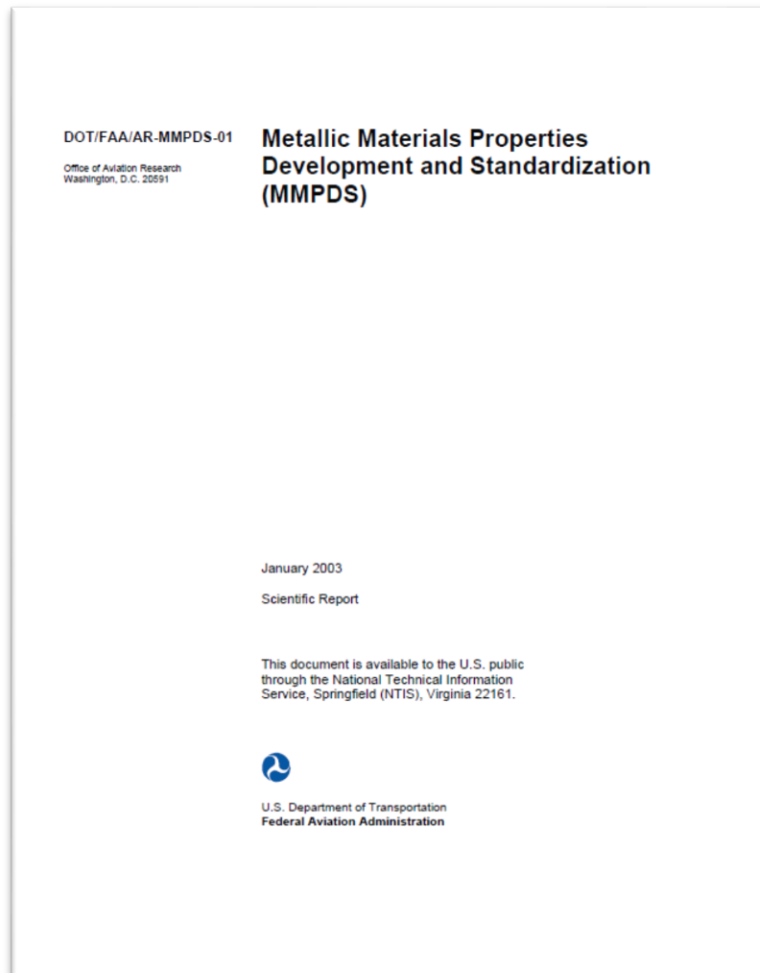 DOT/FAA/AR-MMPDS-01
Office of Aviation Research
Washington, D.C. 20591
Metallic Materials Properties
Development and Standardization
(MMPDS)
January 2003
Scientific Report
This document is available to the U.S. public
through the National Technical Information
Service, Springfield (NTIS), Virginia 22161.
U.S. Department of Transportation
Federal Aviation Administration